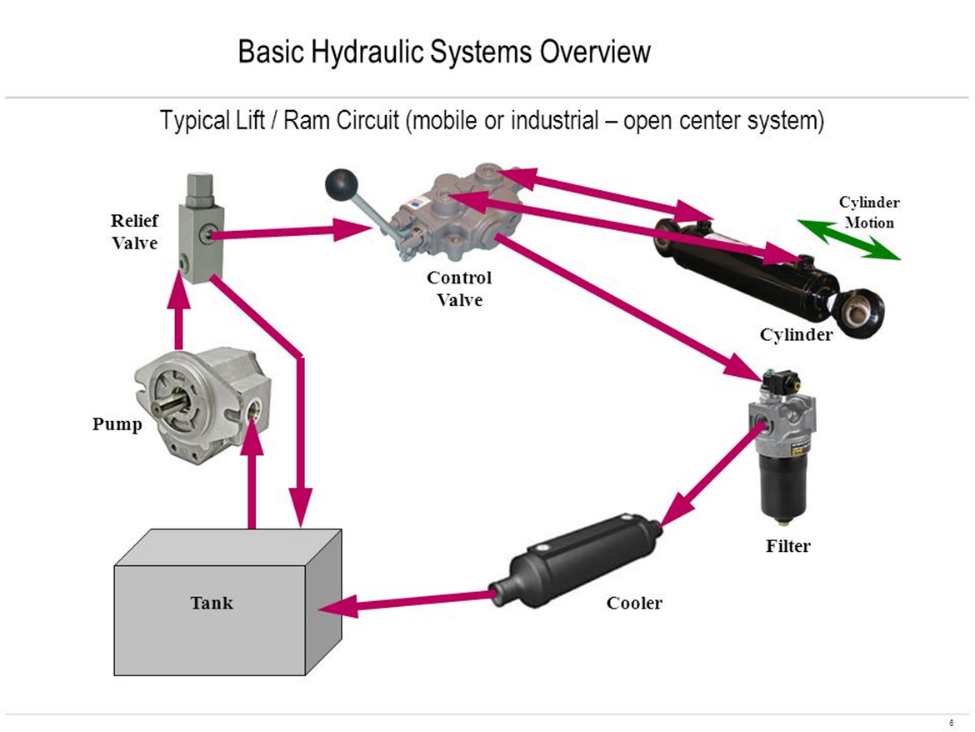 Basic Hydraulic Systems Overview
Typical Lift / Ram Circuit (mobile or industrial – open center system)
Relief
Valve
Control
Valve
Cylinder
Motion
Cylinder
Pump
Filter
Tank
Cooler
6